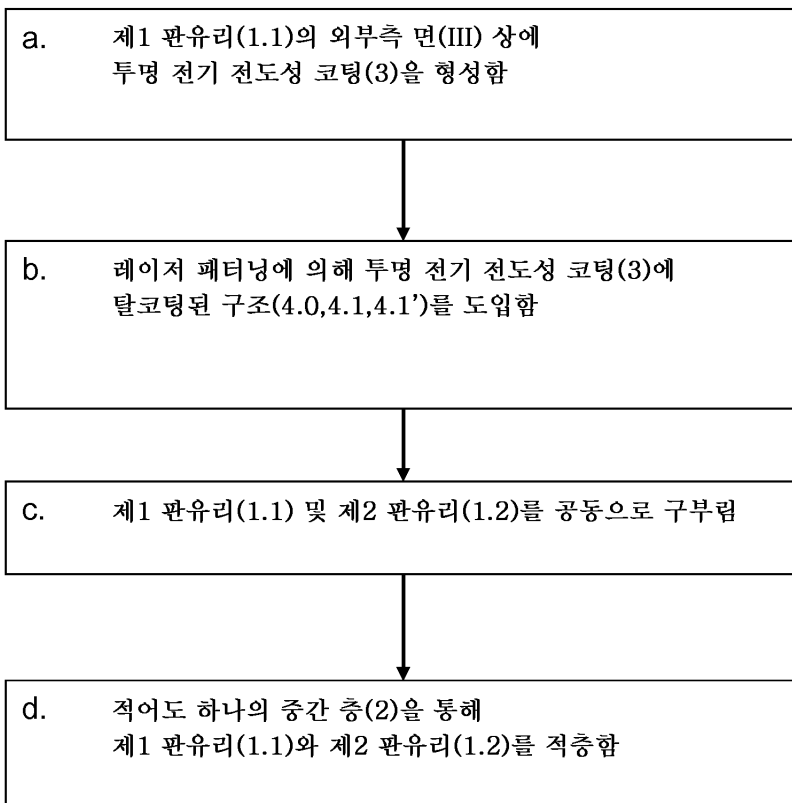 a. 제1 판유리(1.1)의 외부측 면(III) 상에
투명 전기 전도성 코팅(3)을 형성함
b. 레이저 패터닝에 의해 투명 전기 전도성 코팅(3)에
탈코팅된 구조(4.0,4.1,4.1’)를 도입함
c. 제1 판유리(1.1) 및 제2 판유리(1.2)를 공동으로 구부림
d. 적어도 하나의 중간 층(2)을 통해
제1 판유리(1.1)와 제2 판유리(1.2)를 적층함